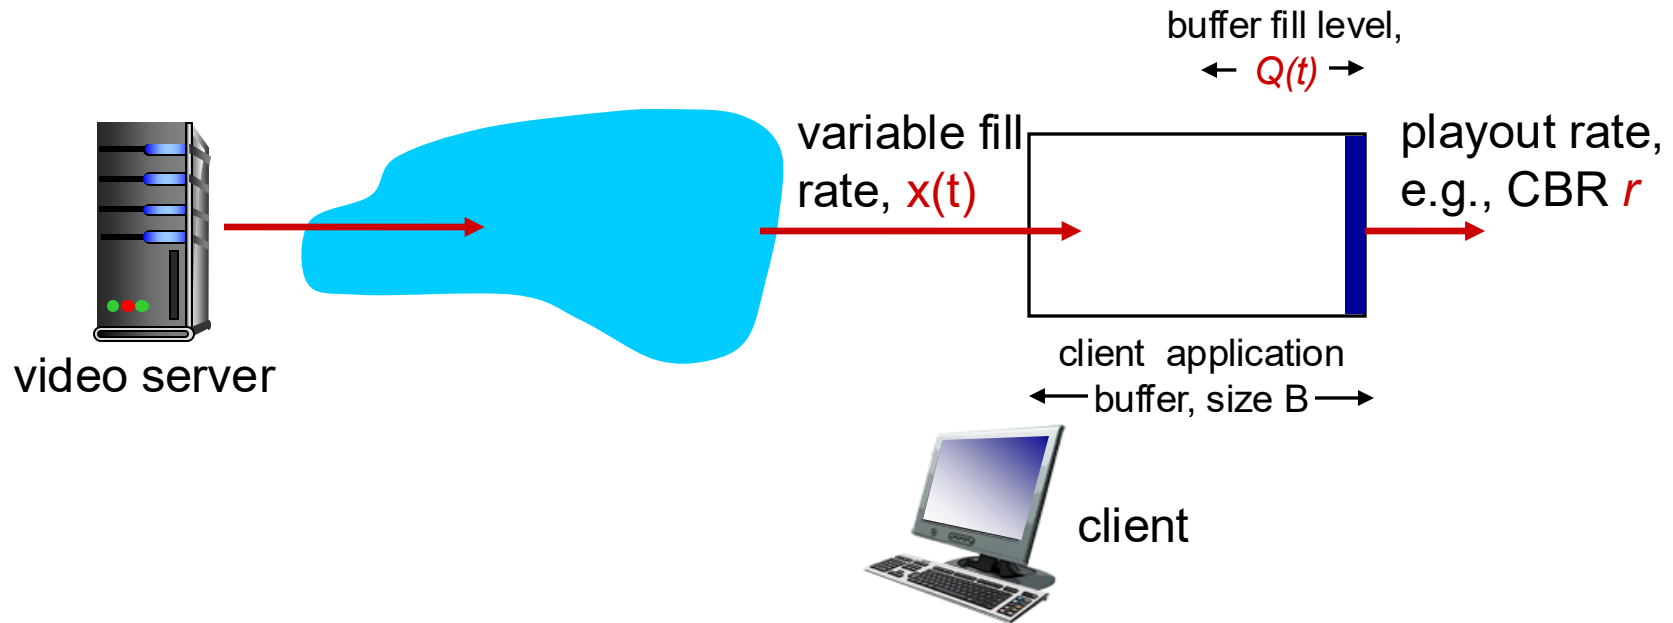 buffer fill level,
Q(t)
variable fill
rate, x(t)
playout rate,
e.g., CBR r
video server
client application
buffer, size B
client